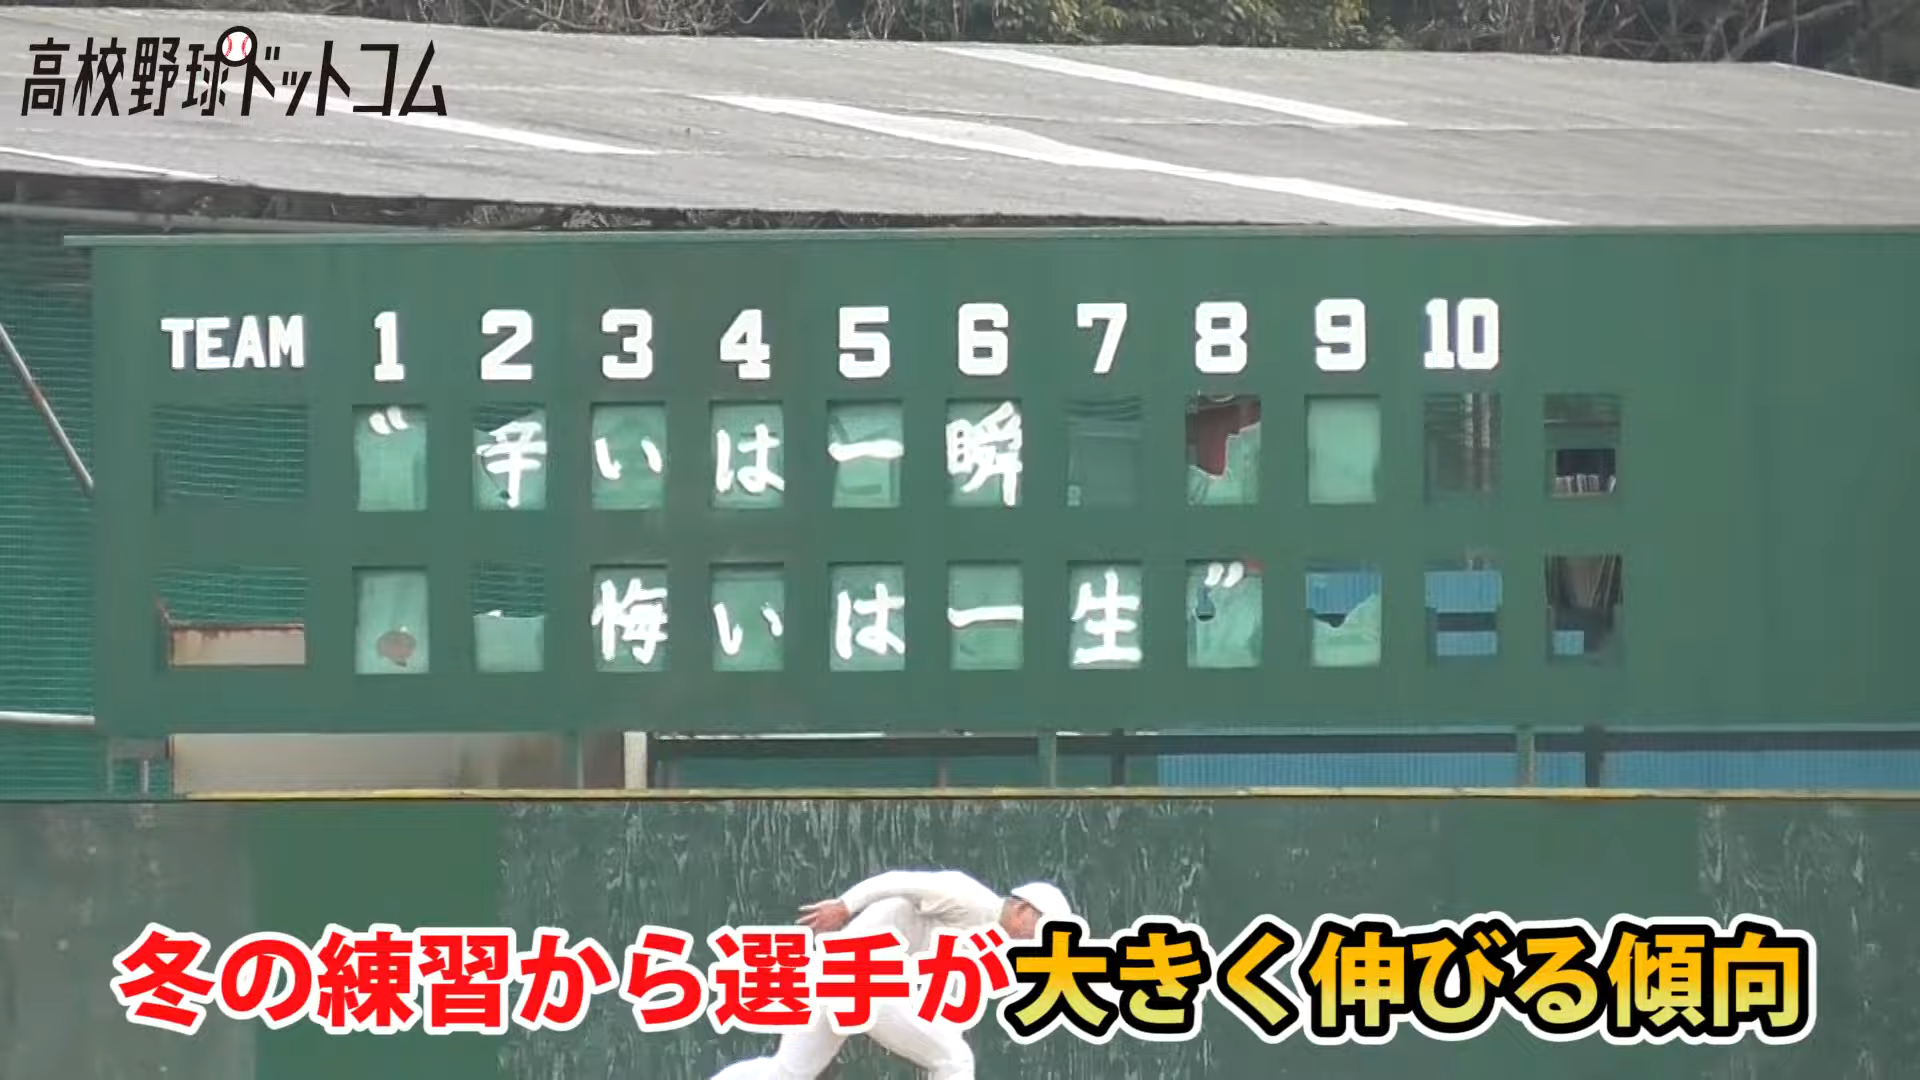 高校野球ドットコム
TEAM 1 2 3 4 5 6 7 8 9 10
“辛いは一瞬
悔いは一生”
冬の練習から選手が大きく伸びる傾向